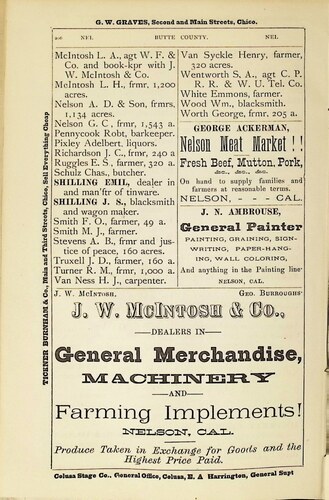 G. W. GRAVES, Second and Main Streets, Chico.
NEL BUTTE COUNTY. NEL
McIntosh L. A., agt W. F. &
Co. and book-kpr with J.
W. McIntosh & Co.
McIntosh L. H., frmr, 1,200
acres.
Nelson A. D. & Son, frmrs,
1,134 acres.
Nelson G. C., frmr, 1,543 a.
Pennycook Robt, barkeeper.
Pixley Adelbert, liquors.
Richardson J. C., frmr, 240 a
Ruggles E. S., farmer, 320 a.
Schulz Chas., butcher.
SHILLING EMIL, dealer in
and man'ftr of tinware.
SHILLING J. S., blacksmith
and wagon maker.
Smith F. O., farmer, 49 a.
Smith M. J., farmer.
Stevens A. B., frmr and justice
of peace, 160 acres.
Truxell J. D., farmer, 160 a.
Turner R. M., frmr, 1,000 a.
Van Ness H. J., carpenter.
Van Syckle Henry, farmer,
320 acres.
Wentworth S. A., agt C. P.
R. R. & W. U. Tel. Co.
White Emmons, farmer.
Wood Wm., blacksmith.
Worth George, frmr, 205 a.
GEORGE ACKERMAN,
Nelson Meat Market!!
Fresh Beef, Mutton, Pork,
&c., &c., &c.
On hand to supply families and
farmers at reasonable terms.
NELSON, - - - CAL.
J. N. AMBROUSE,
General Painter
PAINTING, GRAINING, SIGN-
WRITING, PAPER-HANG-
ING, WALL COLORING,
And anything in the Painting line
NELSON, CAL.
J. W. MCINTOSH. GEO. BURROUGHS
J. W. MCINTOSH & CO.,
—DEALERS IN—
General Merchandise,
MACHINERY
—AND—
Farming Implements!
NELSON, CAL.
Produce Taken in Exchange for Goods and the
Highest Price Paid.
Colusa Stage Co., General Office, Colusa, E. A Harrington, General Supt
TICKNER BURNHAM & Co., Main and Third Streets, Chico, Sell Everything Cheap